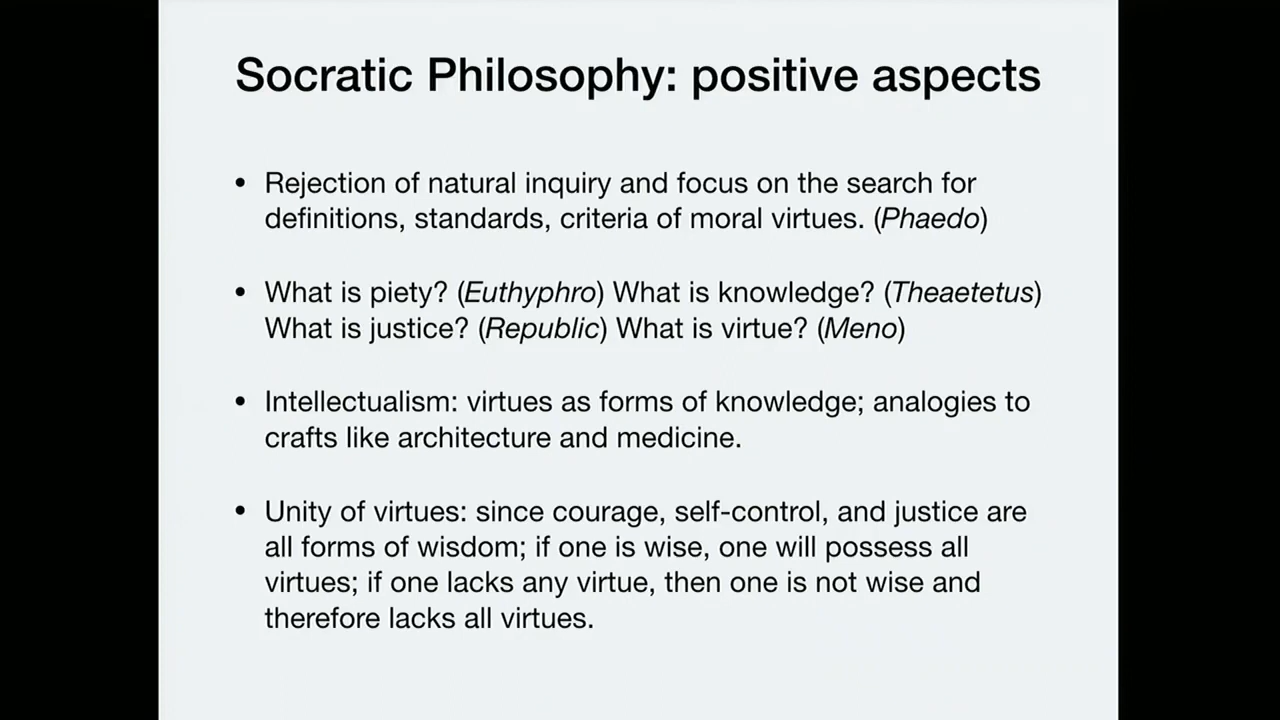 Socratic Philosophy: positive aspects
• Rejection of natural inquiry and focus on the search for
definitions, standards, criteria of moral virtues. (Phaedo)
• What is piety? (Euthyphro) What is knowledge? (Theaetetus)
What is justice? (Republic) What is virtue? (Meno)
• Intellectualism: virtues as forms of knowledge; analogies to
crafts like architecture and medicine.
• Unity of virtues: since courage, self-control, and justice are
all forms of wisdom; if one is wise, one will possess all
virtues; if one lacks any virtue, then one is not wise and
therefore lacks all virtues.